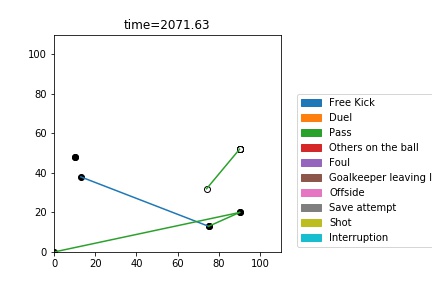 time=2071.63
100
80
60
40
20
0
0 20 40 60 80 100
Free Kick
Duel
Pass
Others on the ball
Foul
Goalkeeper leaving l
Offside
Save attempt
Shot
Interruption